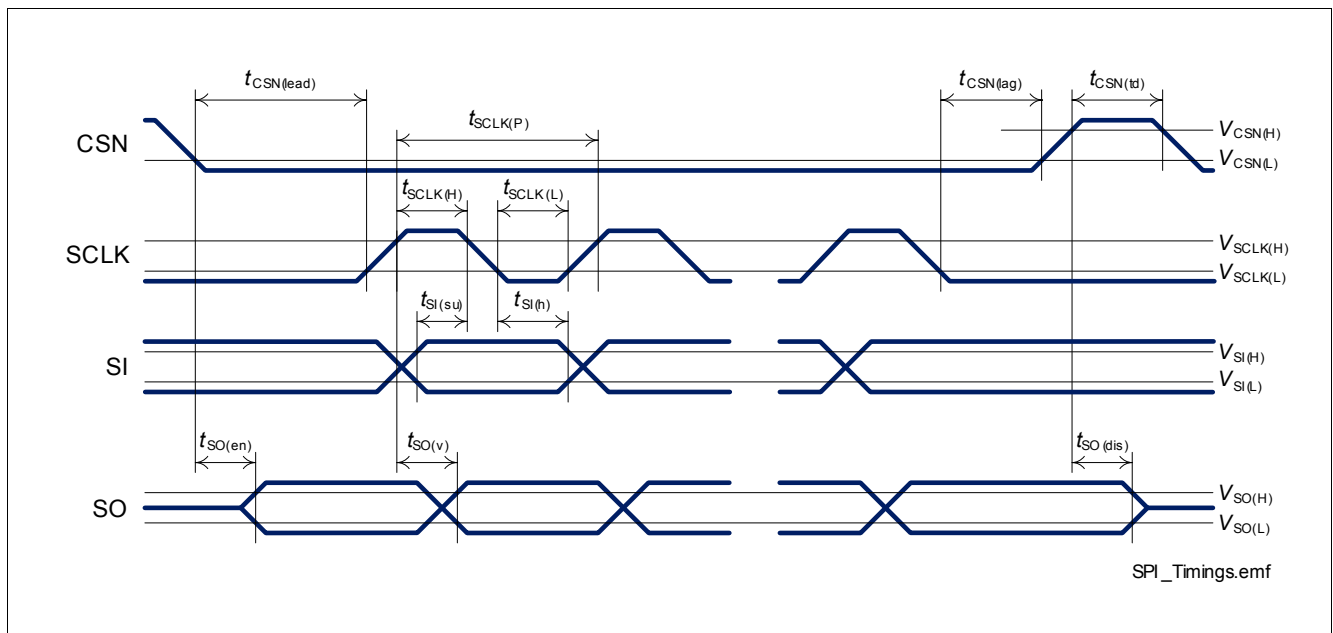 tCSN(lead)
tCSN(lag)
tCSN(td)
tSCLK(P)
CSN
VCSN(H)
VCSN(L)
tSCLK(H)
tSCLK(L)
SCLK
VSCLK(H)
VSCLK(L)
tSI(su)
tSI(h)
SI
VSI(H)
VSI(L)
tSO(en)
tSO(v)
tSO(dis)
SO
VSO(H)
VSO(L)
SPI_Timings.emf